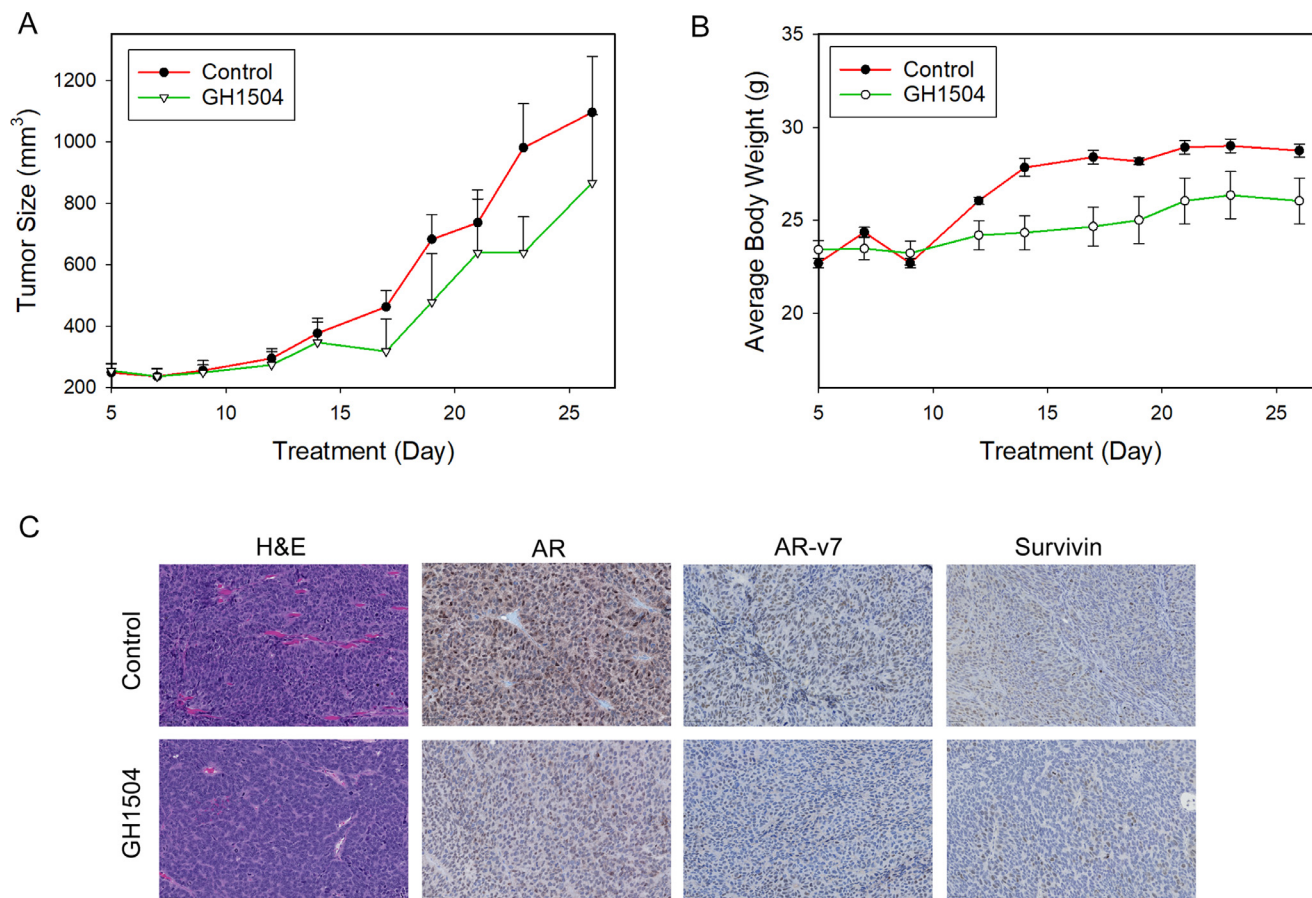 A
Tumor Size (mm³)
1200
1000
800
600
400
200
Control
GH1504
5
10
15
20
25
Treatment (Day)
B
Average Body Weight (g)
35
30
25
20
Control
GH1504
5
10
15
20
25
Treatment (Day)
C
H&E
AR
AR-v7
Survivin
Control
GH1504